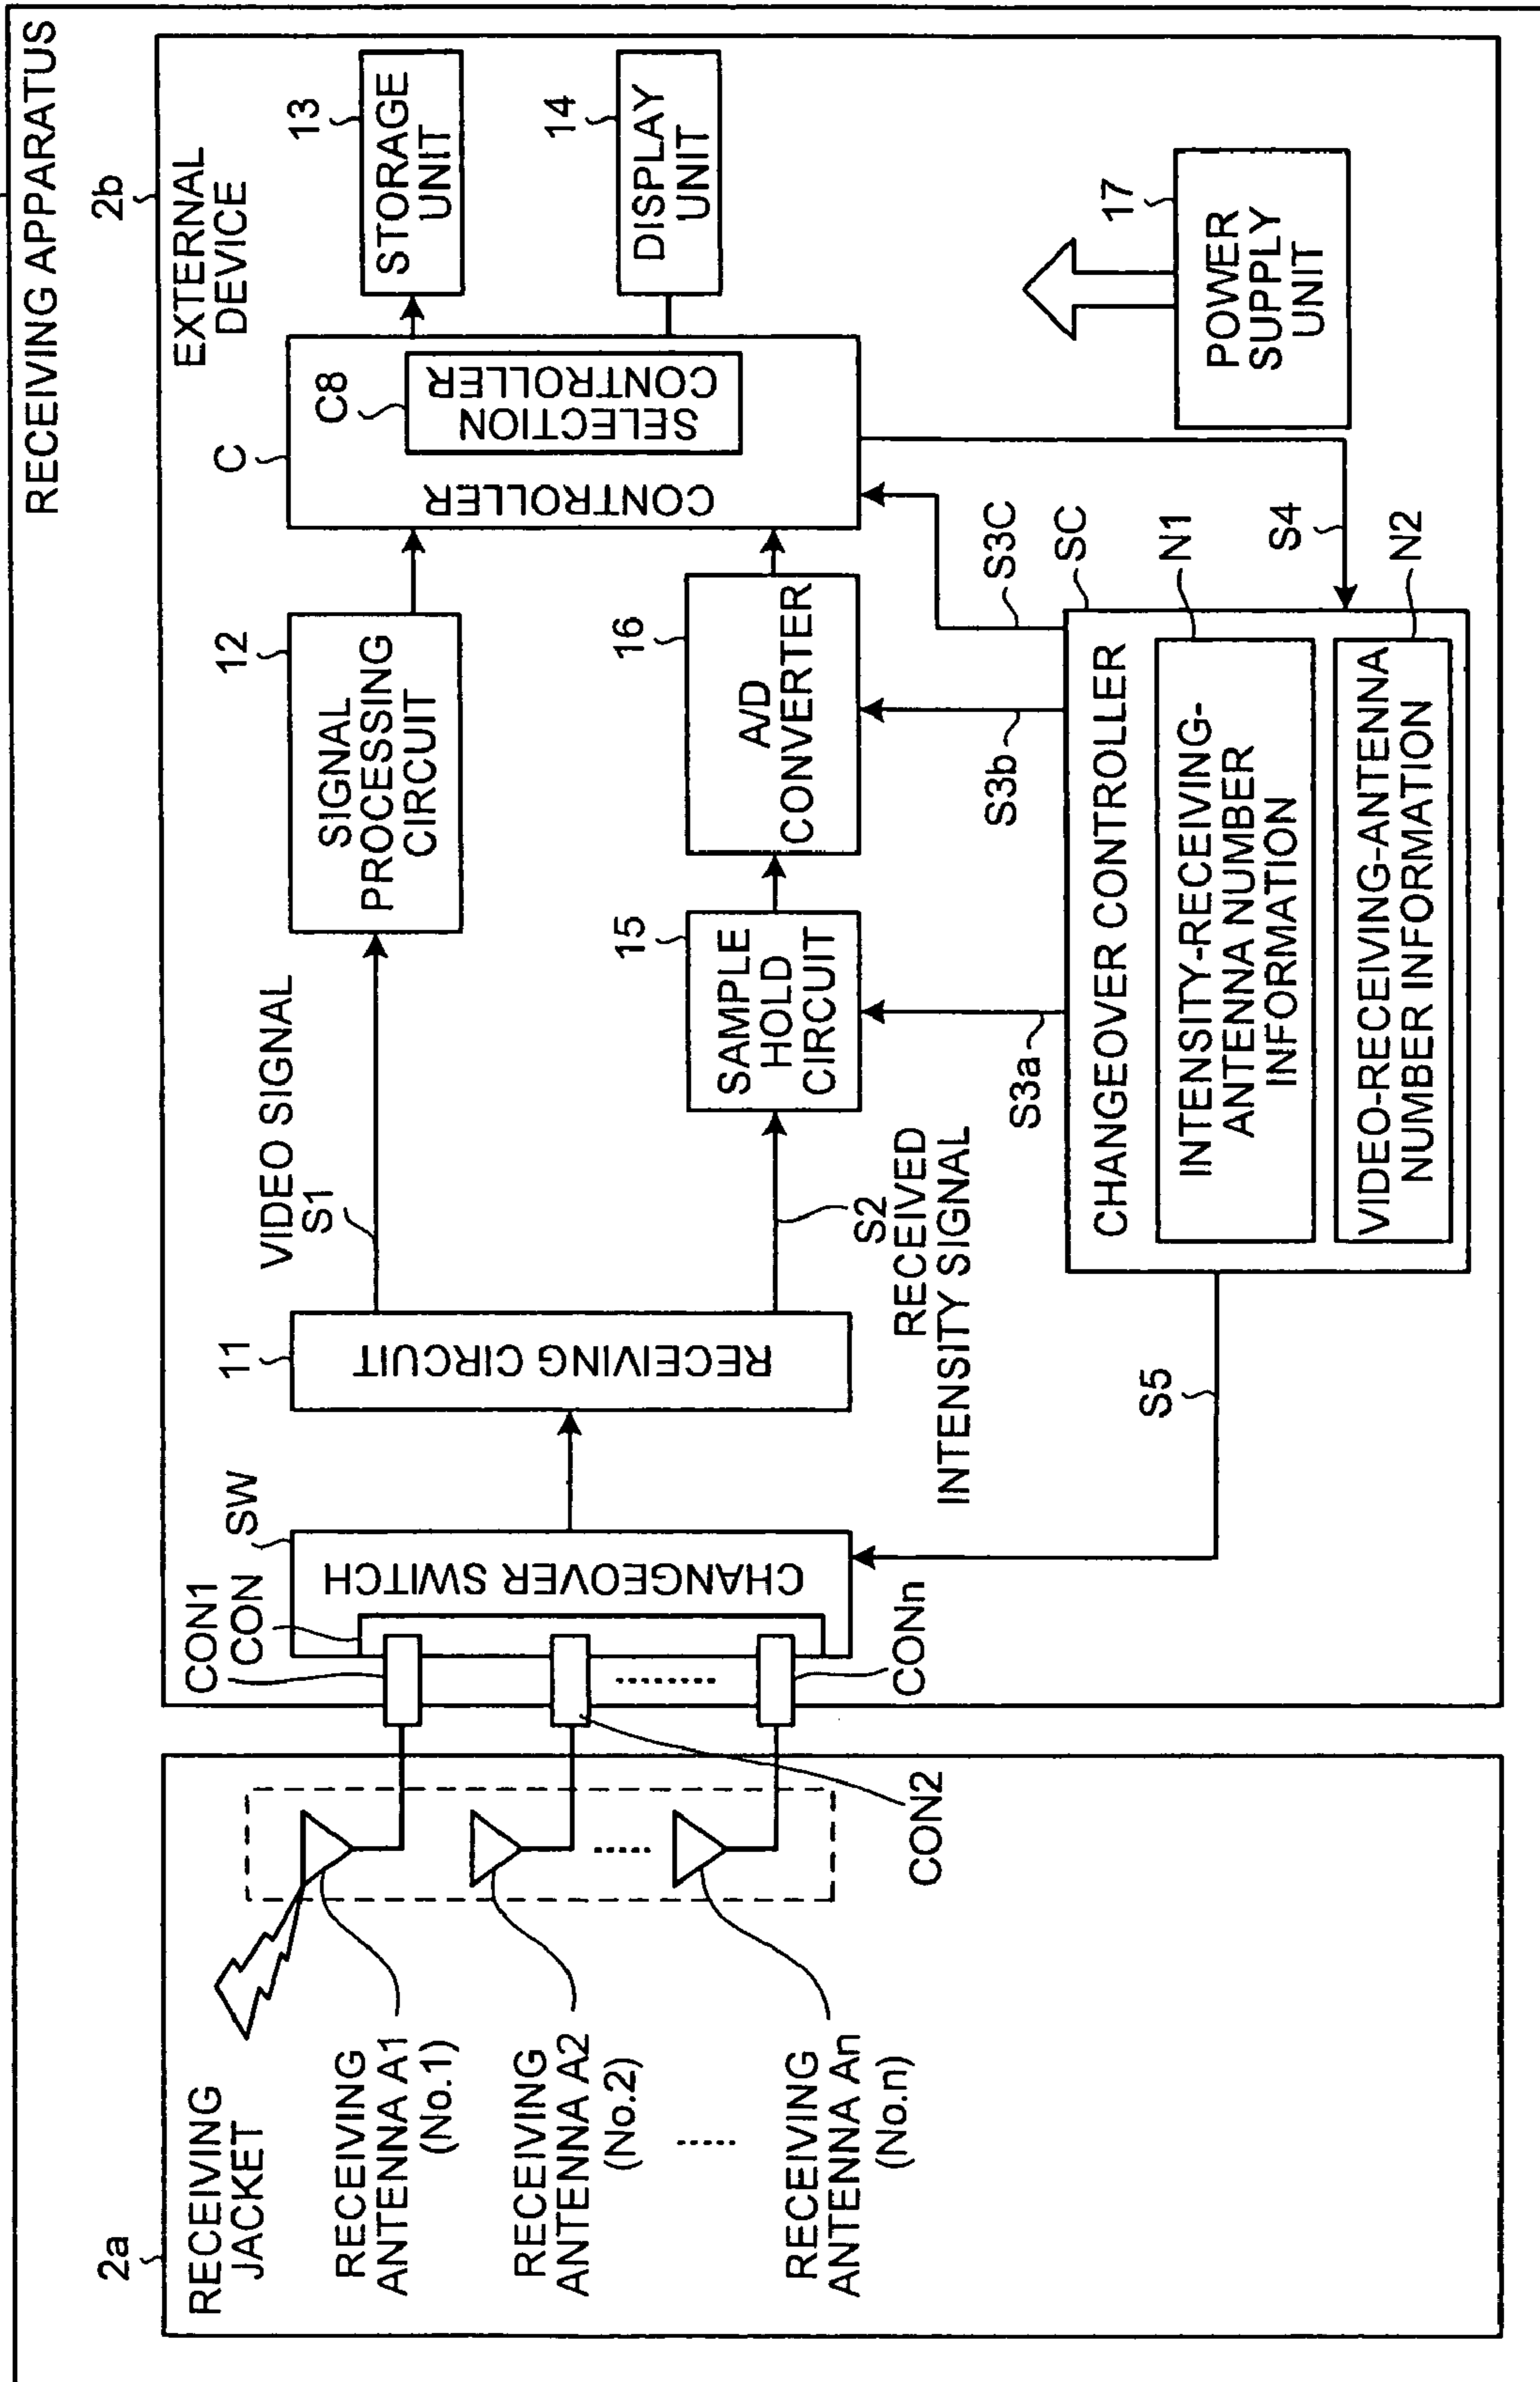 RECEIVING APPARATUS
2a
RECEIVING
JACKET
RECEIVING
ANTENNA A1
(No.1)
RECEIVING
ANTENNA A2
(No.2)
RECEIVING
ANTENNA An
(No.n)
2b
EXTERNAL
DEVICE
CON1
CON
CON2
CONn
SW
CHANGEOVER SWITCH
11
RECEIVING CIRCUIT
VIDEO SIGNAL
S1
S2
RECEIVED
INTENSITY SIGNAL
12
SIGNAL
PROCESSING
CIRCUIT
15
SAMPLE
HOLD
CIRCUIT
16
A/D
CONVERTER
C
CONTROLLER
C8
SELECTION
CONTROLLER
13
STORAGE
UNIT
14
DISPLAY
UNIT
S3a
S3b
S3C
SC
S4
S5
CHANGEOVER CONTROLLER
N1
INTENSITY-RECEIVING-
ANTENNA NUMBER
INFORMATION
N2
VIDEO-RECEIVING-ANTENNA
NUMBER INFORMATION
17
POWER
SUPPLY
UNIT